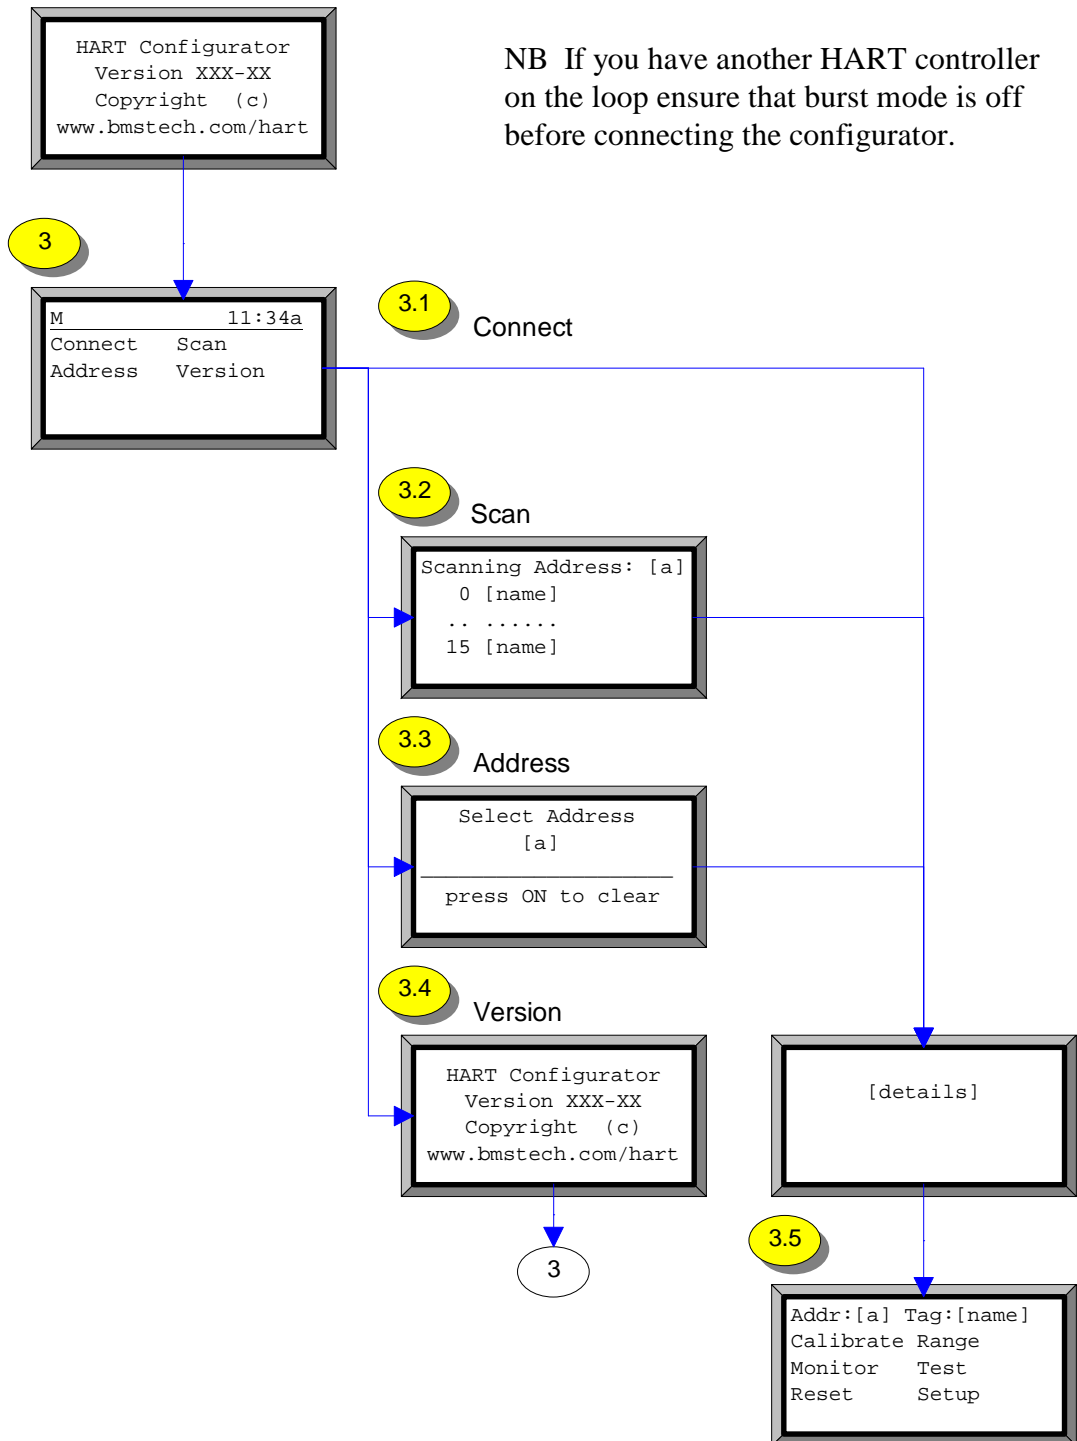 HART Configurator
Version XXX-XX
Copyright (c)
www.bmstech.com/hart
NB If you have another HART controller
on the loop ensure that burst mode is off
before connecting the configurator.
3
M 11:34a
Connect Scan
Address Version
3.1
Connect
3.2
Scan
Scanning Address: [a]
0 [name]
.. ......
15 [name]
3.3
Address
Select Address
[a]
press ON to clear
3.4
Version
HART Configurator
Version XXX-XX
Copyright (c)
www.bmstech.com/hart
3
[details]
3.5
Addr:[a] Tag:[name]
Calibrate Range
Monitor Test
Reset Setup